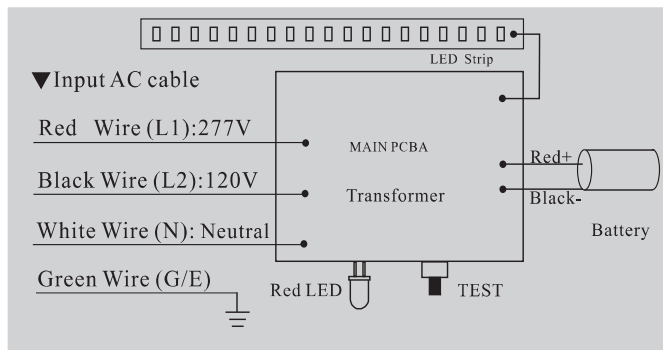 LED Strip
▼Input AC cable
Red Wire (L1):277V
MAIN PCBA
Red+
Black Wire (L2):120V
Transformer
Black-
White Wire (N): Neutral
Battery
Green Wire (G/E)
Red LED
TEST